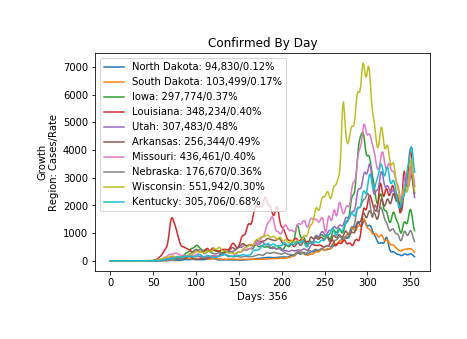 Confirmed By Day
7000
6000
5000
4000
3000
2000
1000
0
Growth
Region: Cases/Rate
North Dakota: 94,830/0.12%
South Dakota: 103,499/0.17%
Iowa: 297,774/0.37%
Louisiana: 348,234/0.40%
Utah: 307,483/0.48%
Arkansas: 256,344/0.49%
Missouri: 436,461/0.40%
Nebraska: 176,670/0.36%
Wisconsin: 551,942/0.30%
Kentucky: 305,706/0.68%
0 50 100 150 200 250 300 350
Days: 356